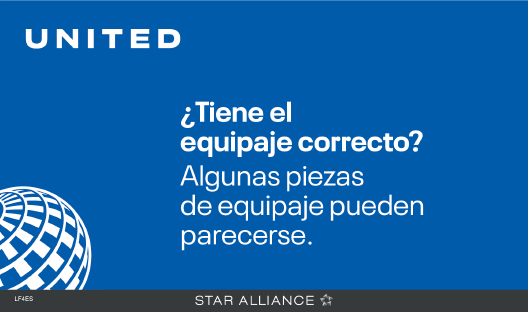 UNITED
¿Tiene el
equipaje correcto?
Algunas piezas
de equipaje pueden
parecerse.
LF4ES
STAR ALLIANCE